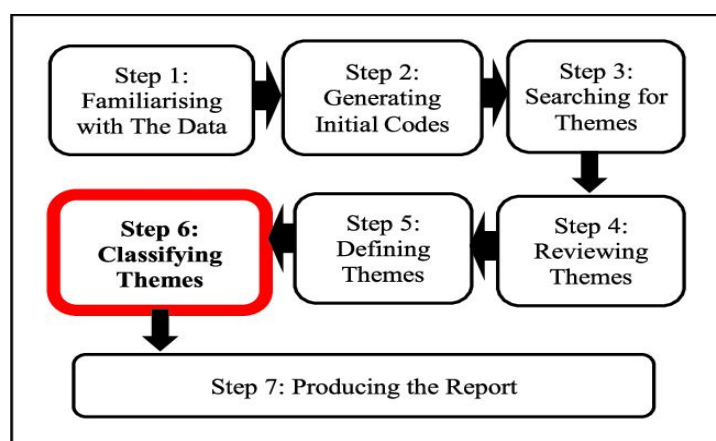 Step 1:
Familiarising
with The Data
Step 2:
Generating
Initial Codes
Step 3:
Searching for
Themes
Step 4:
Reviewing
Themes
Step 5:
Defining
Themes
Step 6:
Classifying
Themes
Step 7: Producing the Report